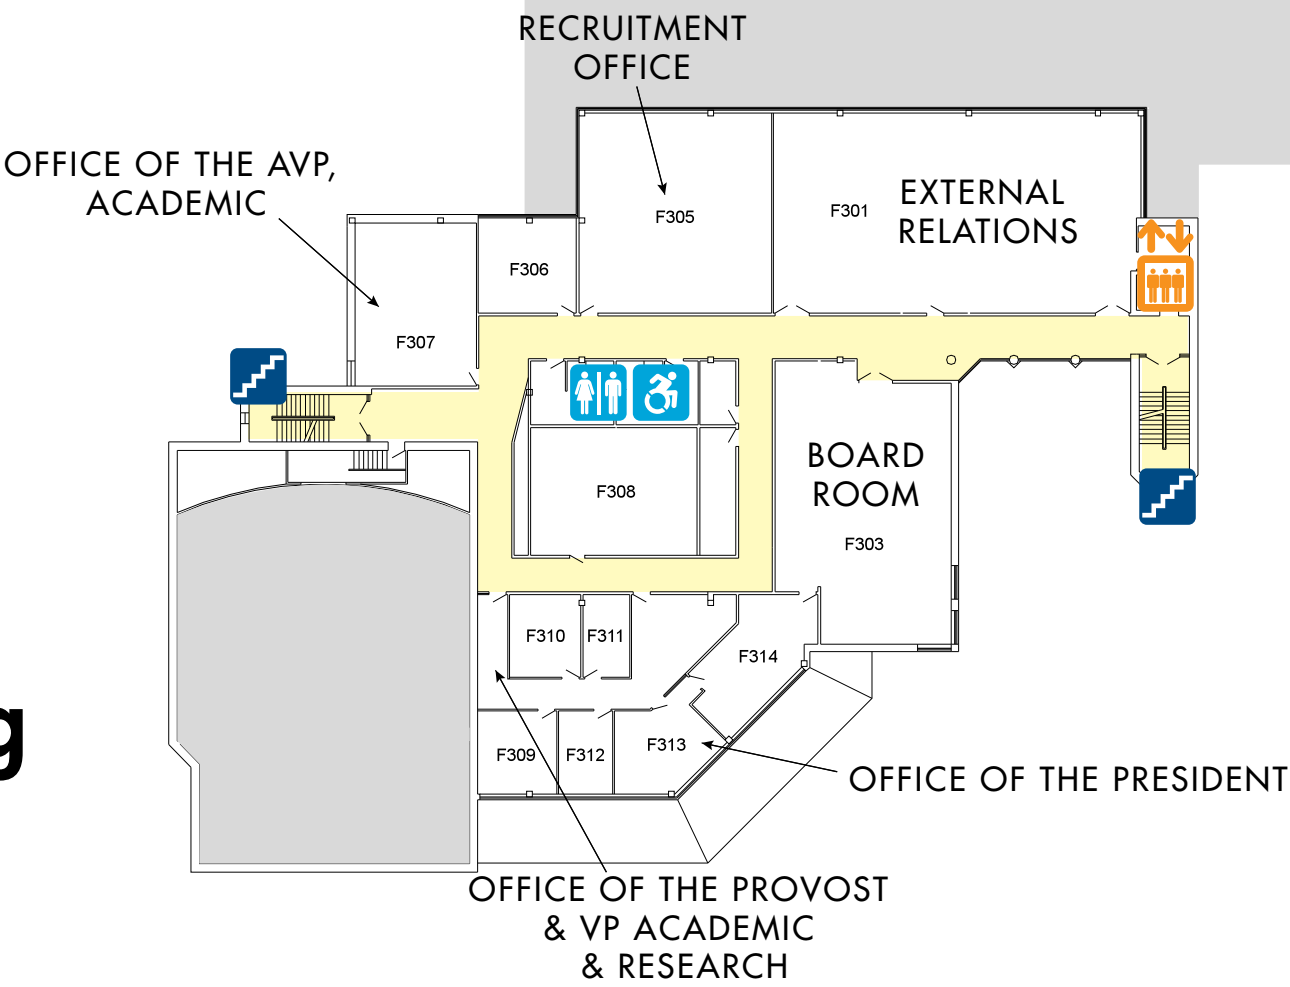 RECRUITMENT
OFFICE
OFFICE OF THE AVP,
ACADEMIC
EXTERNAL
RELATIONS
F305
F301
F306
F307
BOARD
ROOM
F308
F303
F310
F311
F314
F309
F312
F313
OFFICE OF THE PRESIDENT
g
OFFICE OF THE PROVOST
& VP ACADEMIC
& RESEARCH